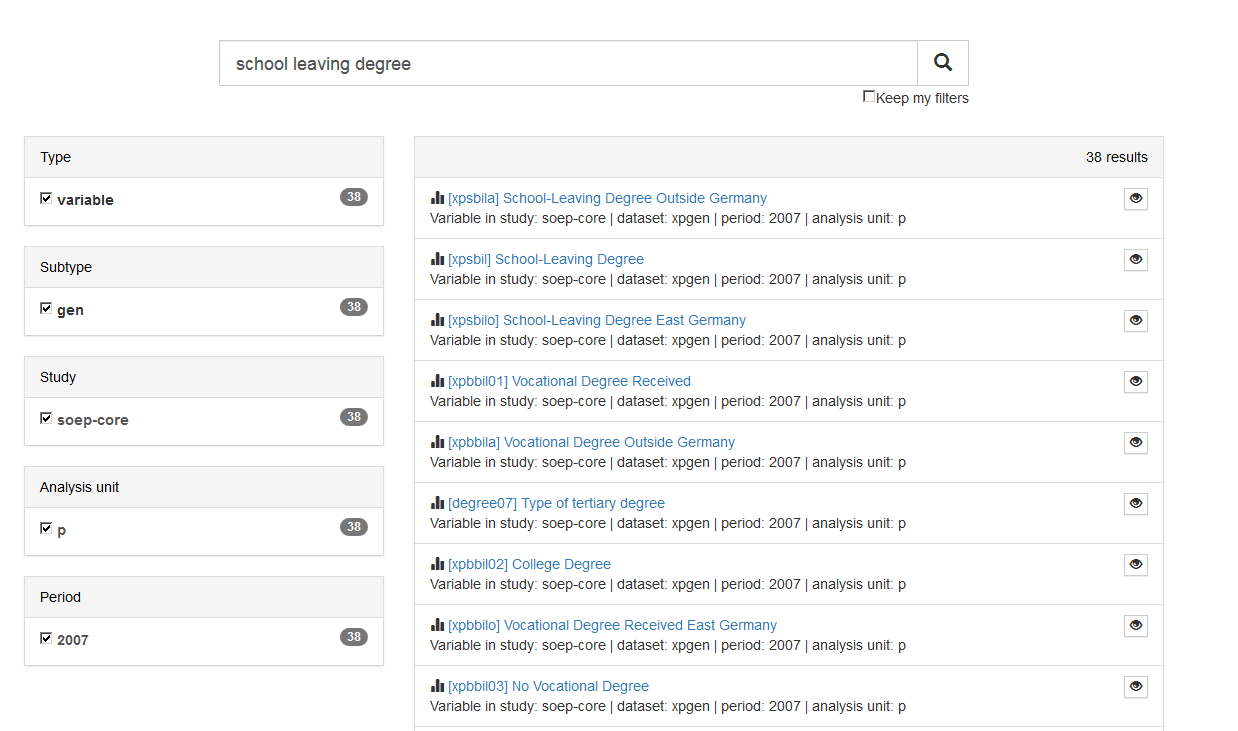 school leaving degree
Keep my filters
Type
variable 38
Subtype
gen 38
Study
soep-core 38
Analysis unit
p 38
Period
2007 38
38 results
[xpsbila] School-Leaving Degree Outside Germany
Variable in study: soep-core | dataset: xpgen | period: 2007 | analysis unit: p
[xpsbil] School-Leaving Degree
Variable in study: soep-core | dataset: xpgen | period: 2007 | analysis unit: p
[xpsbilo] School-Leaving Degree East Germany
Variable in study: soep-core | dataset: xpgen | period: 2007 | analysis unit: p
[xpbbil01] Vocational Degree Received
Variable in study: soep-core | dataset: xpgen | period: 2007 | analysis unit: p
[xpbbila] Vocational Degree Outside Germany
Variable in study: soep-core | dataset: xpgen | period: 2007 | analysis unit: p
[degree07] Type of tertiary degree
Variable in study: soep-core | dataset: xpgen | period: 2007 | analysis unit: p
[xpbbil02] College Degree
Variable in study: soep-core | dataset: xpgen | period: 2007 | analysis unit: p
[xpbbilo] Vocational Degree Received East Germany
Variable in study: soep-core | dataset: xpgen | period: 2007 | analysis unit: p
[xpbbil03] No Vocational Degree
Variable in study: soep-core | dataset: xpgen | period: 2007 | analysis unit: p